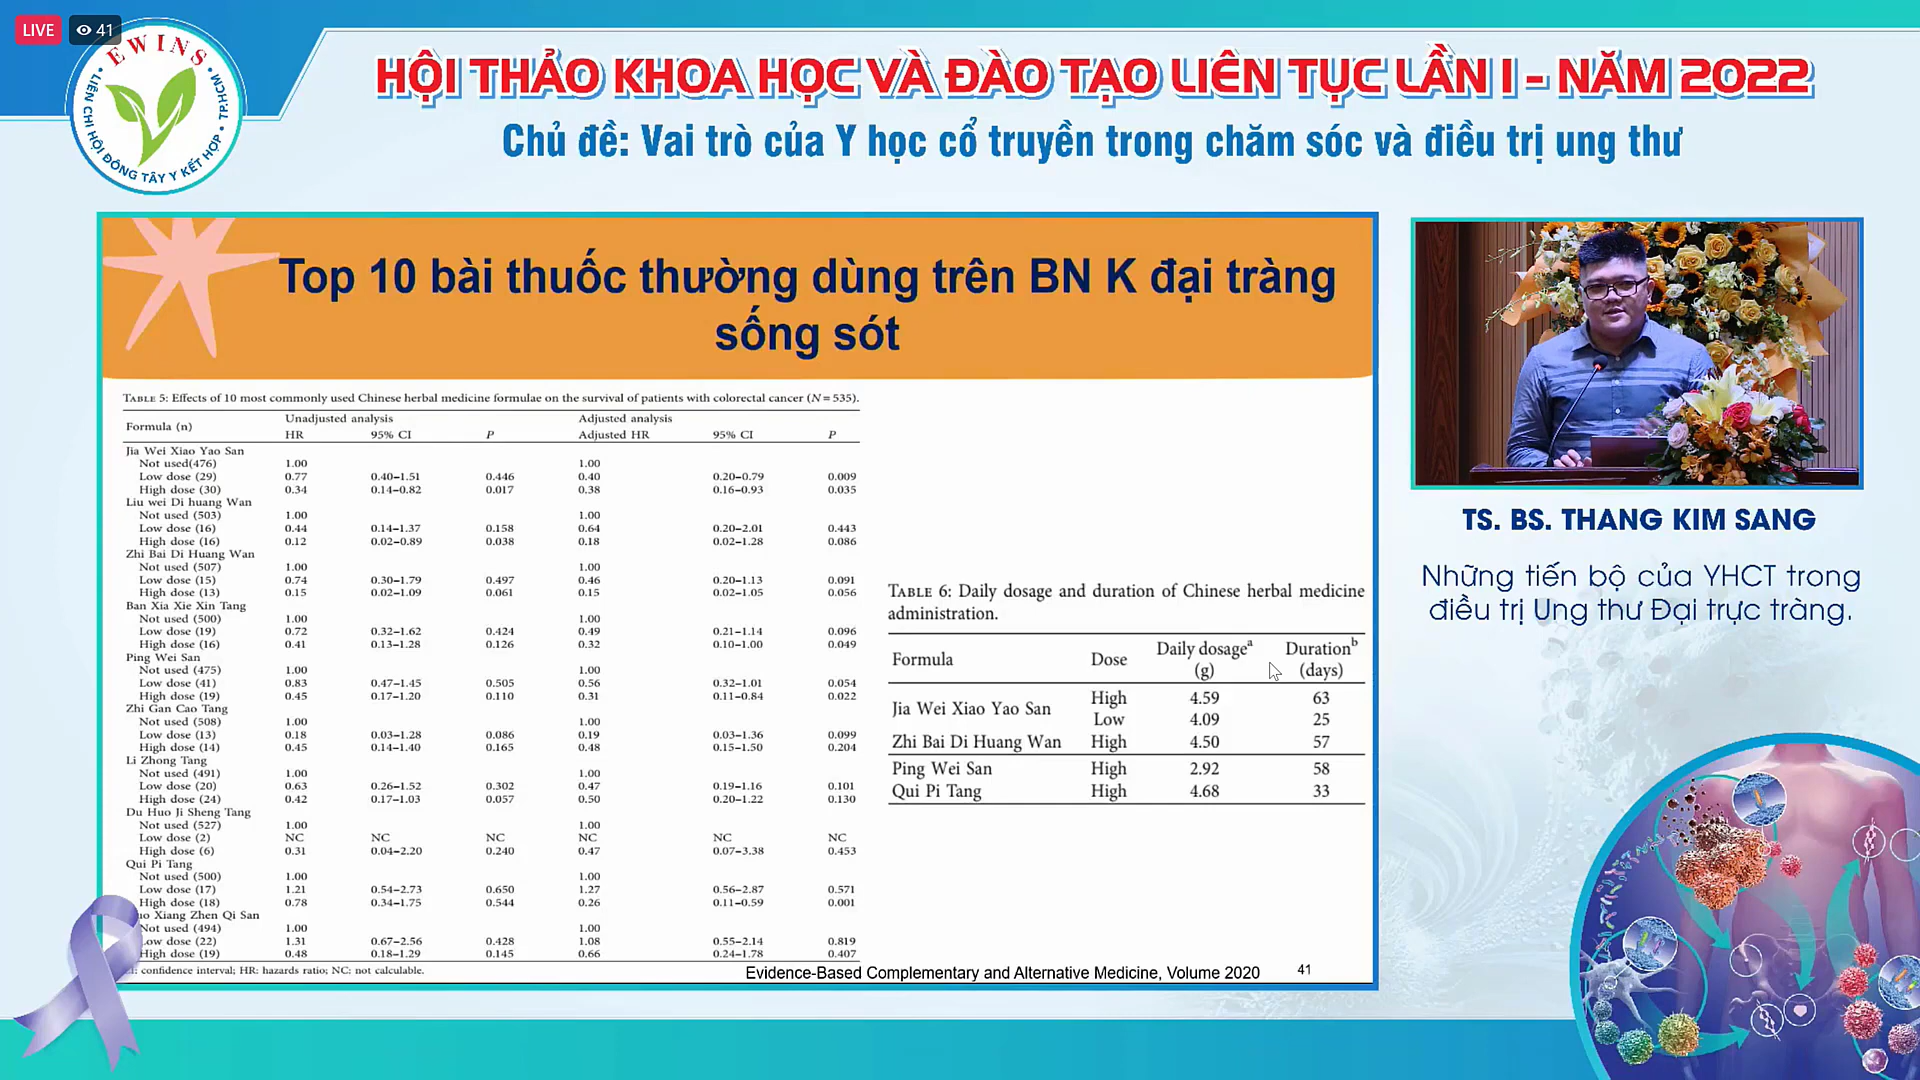 LIVE 41
EWINS
LIÊN CHI HỘI ĐÔNG TÂY Y KẾT HỢP • TP.HCM
HỘI THẢO KHOA HỌC VÀ ĐÀO TẠO LIÊN TỤC LẦN I - NĂM 2022
Chủ đề: Vai trò của Y học cổ truyền trong chăm sóc và điều trị ung thư
Top 10 bài thuốc thường dùng trên BN K đại tràng
sống sót
TABLE 5: Effects of 10 most commonly used Chinese herbal medicine formulae on the survival of patients with colorectal cancer (N = 535).
Formula (n) Unadjusted analysis Adjusted analysis
HR 95% CI P Adjusted HR 95% CI P
Jia Wei Xiao Yao San
Not used(476) 1.00 1.00
Low dose (29) 0.77 0.40–1.51 0.446 0.40 0.20–0.79 0.009
High dose (30) 0.34 0.14–0.82 0.017 0.38 0.16–0.93 0.035
Liu wei Di huang Wan
Not used (503) 1.00 1.00
Low dose (16) 0.44 0.14–1.37 0.158 0.64 0.20–2.01 0.443
High dose (16) 0.12 0.02–0.89 0.038 0.18 0.02–1.28 0.086
Zhi Bai Di Huang Wan
Not used (507) 1.00 1.00
Low dose (15) 0.74 0.30–1.79 0.497 0.46 0.20–1.13 0.091
High dose (13) 0.15 0.02–1.09 0.061 0.15 0.02–1.05 0.056
Ban Xia Xie Xin Tang
Not used (500) 1.00 1.00
Low dose (19) 0.72 0.32–1.62 0.424 0.49 0.21–1.14 0.096
High dose (16) 0.41 0.13–1.28 0.126 0.32 0.10–1.00 0.049
Ping Wei San
Not used (475) 1.00 1.00
Low dose (41) 0.83 0.47–1.45 0.505 0.56 0.32–1.01 0.054
High dose (19) 0.45 0.17–1.20 0.110 0.31 0.11–0.84 0.022
Zhi Gan Cao Tang
Not used (508) 1.00 1.00
Low dose (13) 0.18 0.03–1.28 0.086 0.19 0.03–1.36 0.099
High dose (14) 0.45 0.14–1.40 0.165 0.48 0.15–1.50 0.204
Li Zhong Tang
Not used (491) 1.00 1.00
Low dose (20) 0.63 0.26–1.52 0.302 0.47 0.19–1.16 0.101
High dose (24) 0.42 0.17–1.03 0.057 0.50 0.20–1.22 0.130
Du Huo Ji Sheng Tang
Not used (527) 1.00 1.00
Low dose (2) NC NC NC NC NC NC
High dose (6) 0.31 0.04–2.20 0.240 0.47 0.07–3.38 0.453
Qui Pi Tang
Not used (500) 1.00 1.00
Low dose (17) 1.21 0.54–2.73 0.650 1.27 0.56–2.87 0.571
High dose (18) 0.78 0.34–1.75 0.544 0.26 0.11–0.59 0.001
Xiang Zhen Qi San
Not used (494) 1.00 1.00
Low dose (22) 1.31 0.67–2.56 0.428 1.08 0.55–2.14 0.819
High dose (19) 0.48 0.18–1.29 0.145 0.66 0.24–1.78 0.407
confidence interval; HR: hazards ratio; NC: not calculable.
TABLE 6: Daily dosage and duration of Chinese herbal medicine
administration.
Formula Dose Daily dosageᵃ (g) Durationᵇ (days)
Jia Wei Xiao Yao San High 4.59 63
Low 4.09 25
Zhi Bai Di Huang Wan High 4.50 57
Ping Wei San High 2.92 58
Qui Pi Tang High 4.68 33
Evidence-Based Complementary and Alternative Medicine, Volume 2020 41
TS. BS. THANG KIM SANG
Những tiến bộ của YHCT trong
điều trị Ung thư Đại trực tràng.